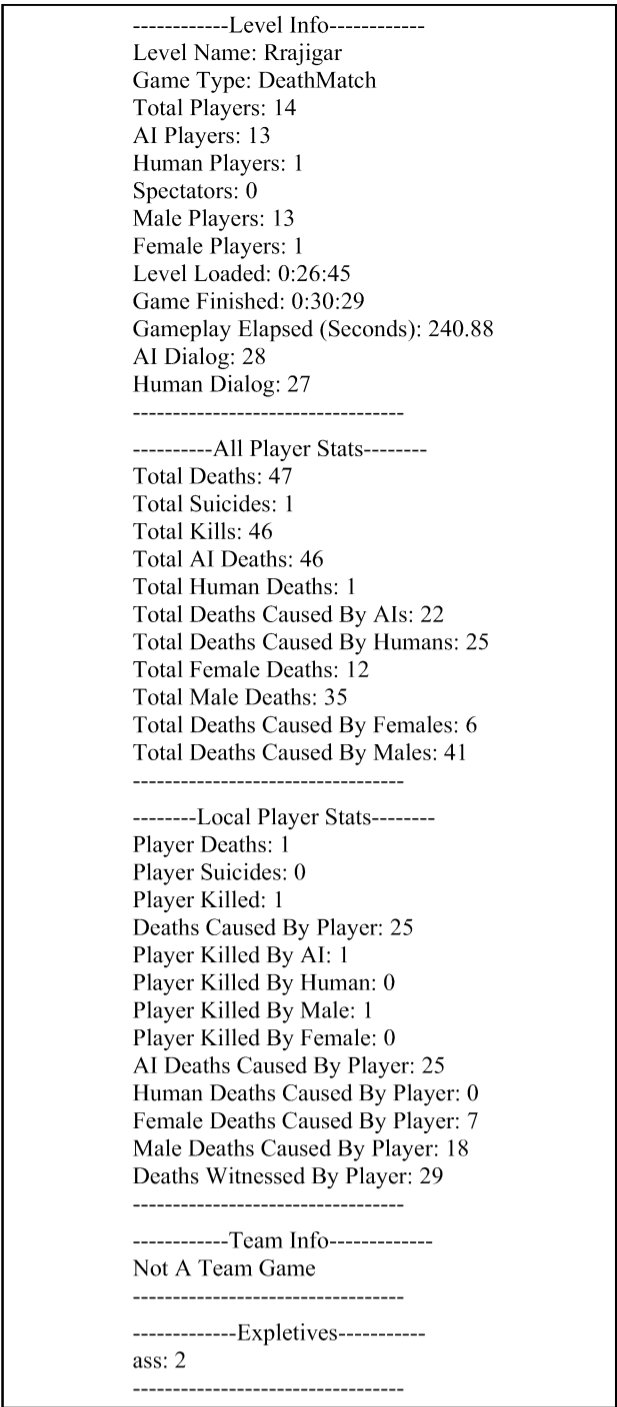 ------------Level Info------------
Level Name: Rrajigar
Game Type: DeathMatch
Total Players: 14
AI Players: 13
Human Players: 1
Spectators: 0
Male Players: 13
Female Players: 1
Level Loaded: 0:26:45
Game Finished: 0:30:29
Gameplay Elapsed (Seconds): 240.88
AI Dialog: 28
Human Dialog: 27
----------------------------------
----------All Player Stats--------
Total Deaths: 47
Total Suicides: 1
Total Kills: 46
Total AI Deaths: 46
Total Human Deaths: 1
Total Deaths Caused By AIs: 22
Total Deaths Caused By Humans: 25
Total Female Deaths: 12
Total Male Deaths: 35
Total Deaths Caused By Females: 6
Total Deaths Caused By Males: 41
----------------------------------
--------Local Player Stats--------
Player Deaths: 1
Player Suicides: 0
Player Killed: 1
Deaths Caused By Player: 25
Player Killed By AI: 1
Player Killed By Human: 0
Player Killed By Male: 1
Player Killed By Female: 0
AI Deaths Caused By Player: 25
Human Deaths Caused By Player: 0
Female Deaths Caused By Player: 7
Male Deaths Caused By Player: 18
Deaths Witnessed By Player: 29
----------------------------------
------------Team Info-------------
Not A Team Game
----------------------------------
-------------Expletives-----------
ass: 2
----------------------------------